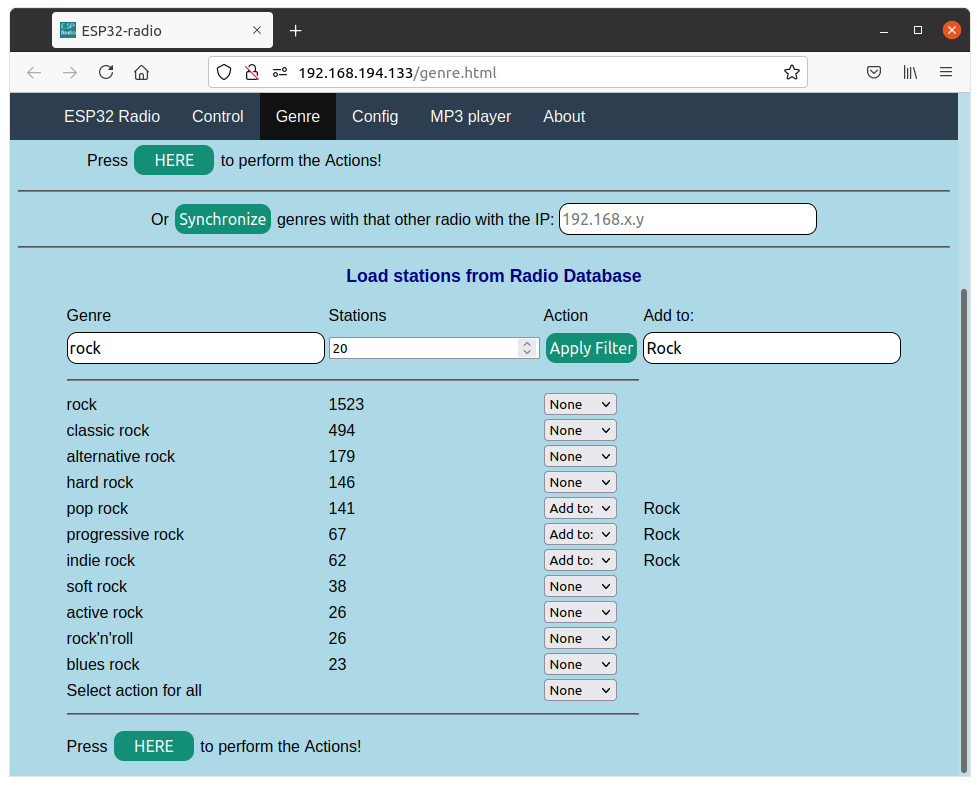 ESP32-radio
192.168.194.133/genre.html
ESP32 Radio Control Genre Config MP3 player About
Press HERE to perform the Actions!
Or Synchronize genres with that other radio with the IP: 192.168.x.y
Load stations from Radio Database
Genre Stations Action Add to:
rock 20 Apply Filter Rock
rock 1523 None
classic rock 494 None
alternative rock 179 None
hard rock 146 None
pop rock 141 Add to: Rock
progressive rock 67 Add to: Rock
indie rock 62 Add to: Rock
soft rock 38 None
active rock 26 None
rock'n'roll 26 None
blues rock 23 None
Select action for all None
Press HERE to perform the Actions!